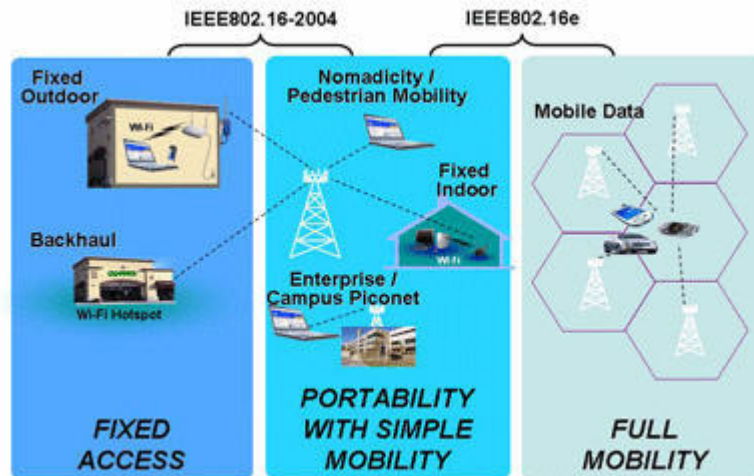 IEEE802.16-2004
IEEE802.16e
Fixed
Outdoor
Wi-Fi
Backhaul
Wi-Fi Hotspot
FIXED
ACCESS
Nomadicity /
Pedestrian Mobility
Fixed
Indoor
Wi-Fi
Enterprise /
Campus Piconet
PORTABILITY
WITH SIMPLE
MOBILITY
Mobile Data
FULL
MOBILITY